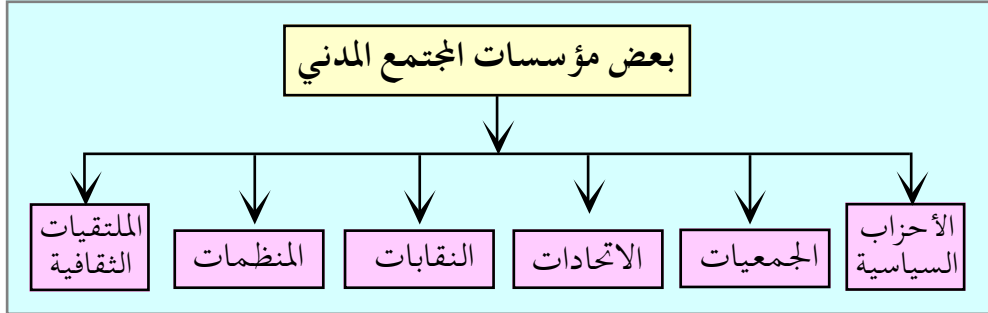 بعض مؤسسات المجتمع المدني
الأحزاب
السياسية
الجمعيات
الاتحادات
النقابات
المنظمات
الملتقيات
الثقافية